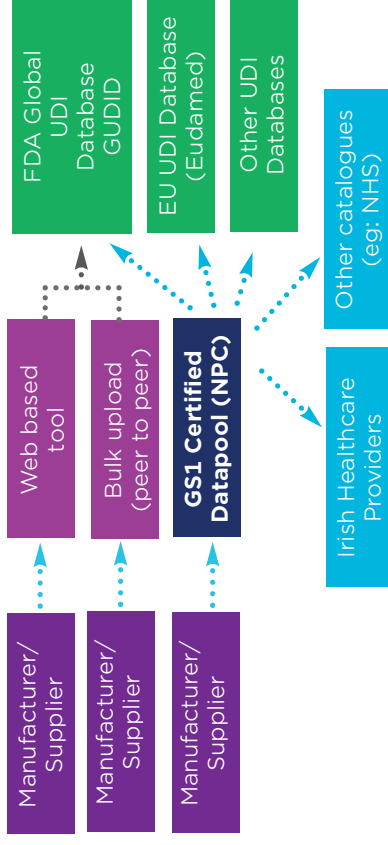 Manufacturer/
Supplier
Web based
tool
FDA Global
UDI
Database
GUDID
Manufacturer/
Supplier
Bulk upload
(peer to peer)
EU UDI Database
(Eudamed)
Manufacturer/
Supplier
GS1 Certified
Datapool (NPC)
Other UDI
Databases
Irish Healthcare
Providers
Other catalogues
(eg: NHS)